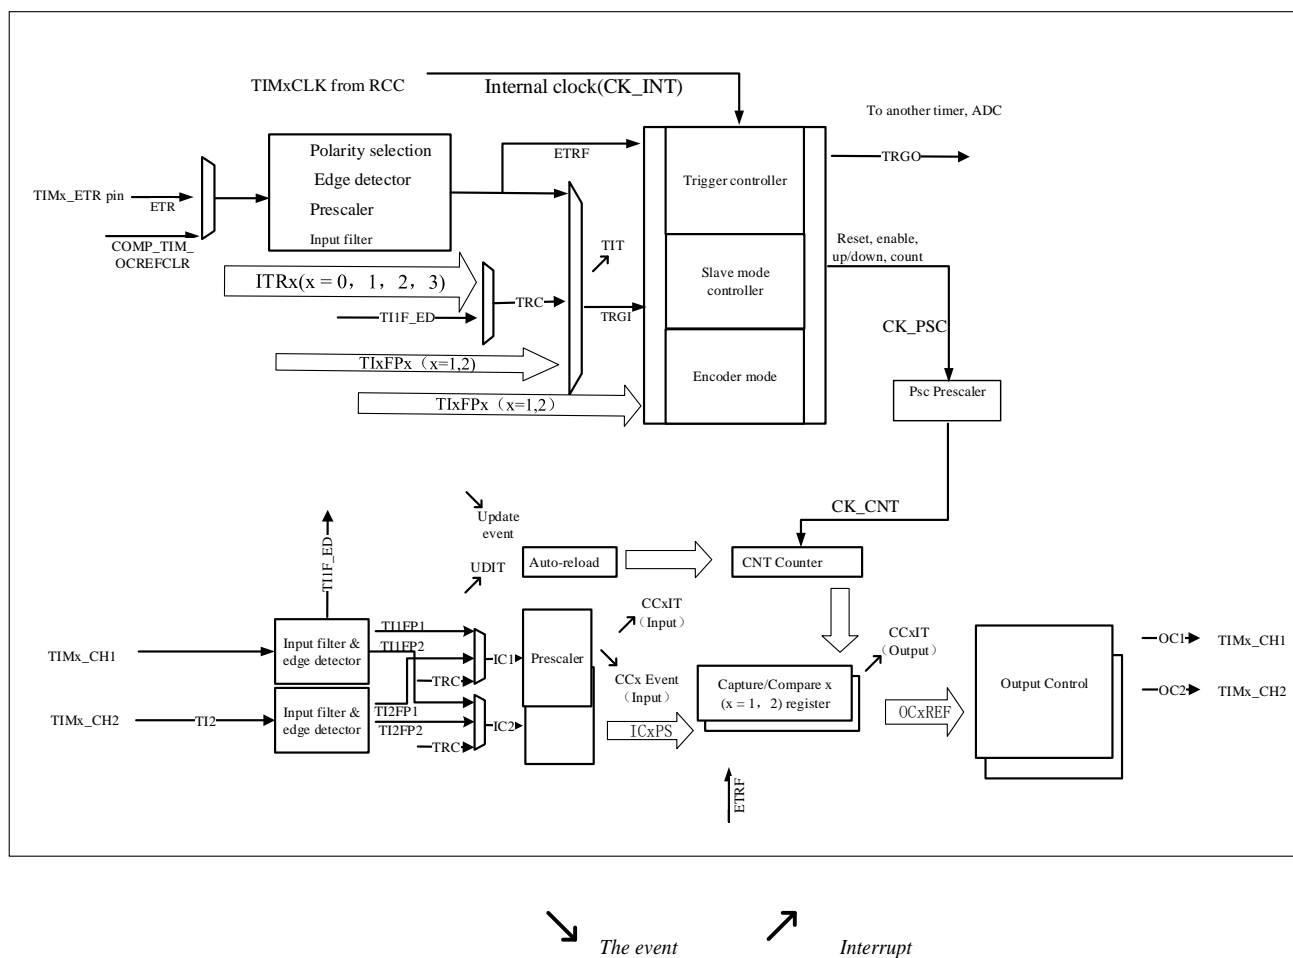 TIMxCLK from RCC
Internal clock(CK_INT)
To another timer, ADC
Polarity selection
Edge detector
Prescaler
Input filter
ETRF
TRGO
Trigger controller
TIMx_ETR pin
ETR
COMP_TIM_
OCREFCLR
TIT
Reset, enable,
up/down, count
ITRx(x = 0, 1, 2, 3)
Slave mode
controller
TRC
TRGI
TI1F_ED
CK_PSC
TIxFPx（x=1,2)
Encoder mode
TIxFPx（x=1,2）
Psc Prescaler
CK_CNT
Update
event
TI1F_ED
UDIT
Auto-reload
CNT Counter
CCxIT
（Input）
TI1FP1
TI1FP2
CCxIT
（Output）
Input filter &
edge detector
TIMx_CH1
IC1
Prescaler
TRC
CCx Event
（Input）
Capture/Compare x
(x = 1, 2) register
Output Control
OC1
TIMx_CH1
OC2
TIMx_CH2
TIMx_CH2
TI2
Input filter &
edge detector
TI2FP1
TI2FP2
TRC
IC2
ICxPS
OCxREF
ETRF
The event
Interrupt